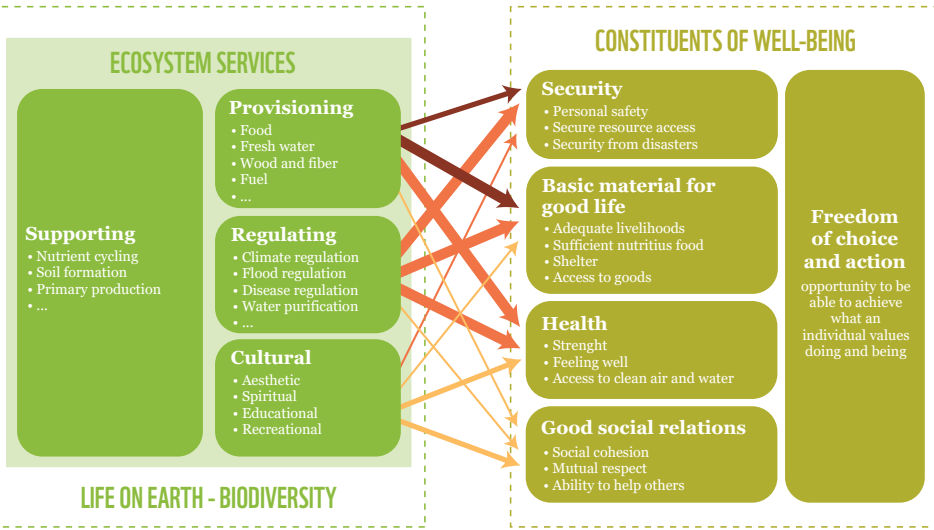 ECOSYSTEM SERVICES
Supporting
• Nutrient cycling
• Soil formation
• Primary production
• ...
Provisioning
• Food
• Fresh water
• Wood and fiber
• Fuel
• ...
Regulating
• Climate regulation
• Flood regulation
• Disease regulation
• Water purification
• ...
Cultural
• Aesthetic
• Spiritual
• Educational
• Recreational
LIFE ON EARTH - BIODIVERSITY
CONSTITUENTS OF WELL-BEING
Security
• Personal safety
• Secure resource access
• Security from disasters
Basic material for
good life
• Adequate livelihoods
• Sufficient nutritius food
• Shelter
• Access to goods
Health
• Strenght
• Feeling well
• Access to clean air and water
Good social relations
• Social cohesion
• Mutual respect
• Ability to help others
Freedom
of choice
and action
opportunity to be
able to achieve
what an
individual values
doing and being